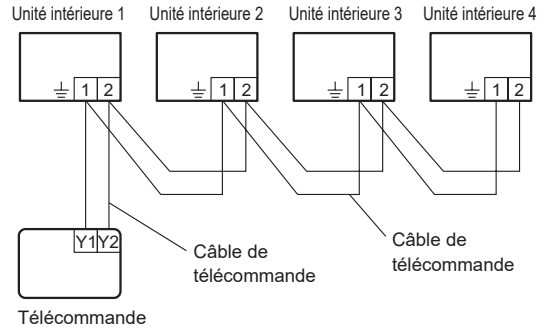 Unité intérieure 1
Unité intérieure 2
Unité intérieure 3
Unité intérieure 4
1 2
1 2
1 2
1 2
Y1 Y2
Câble de
télécommande
Câble de
télécommande
Télécommande